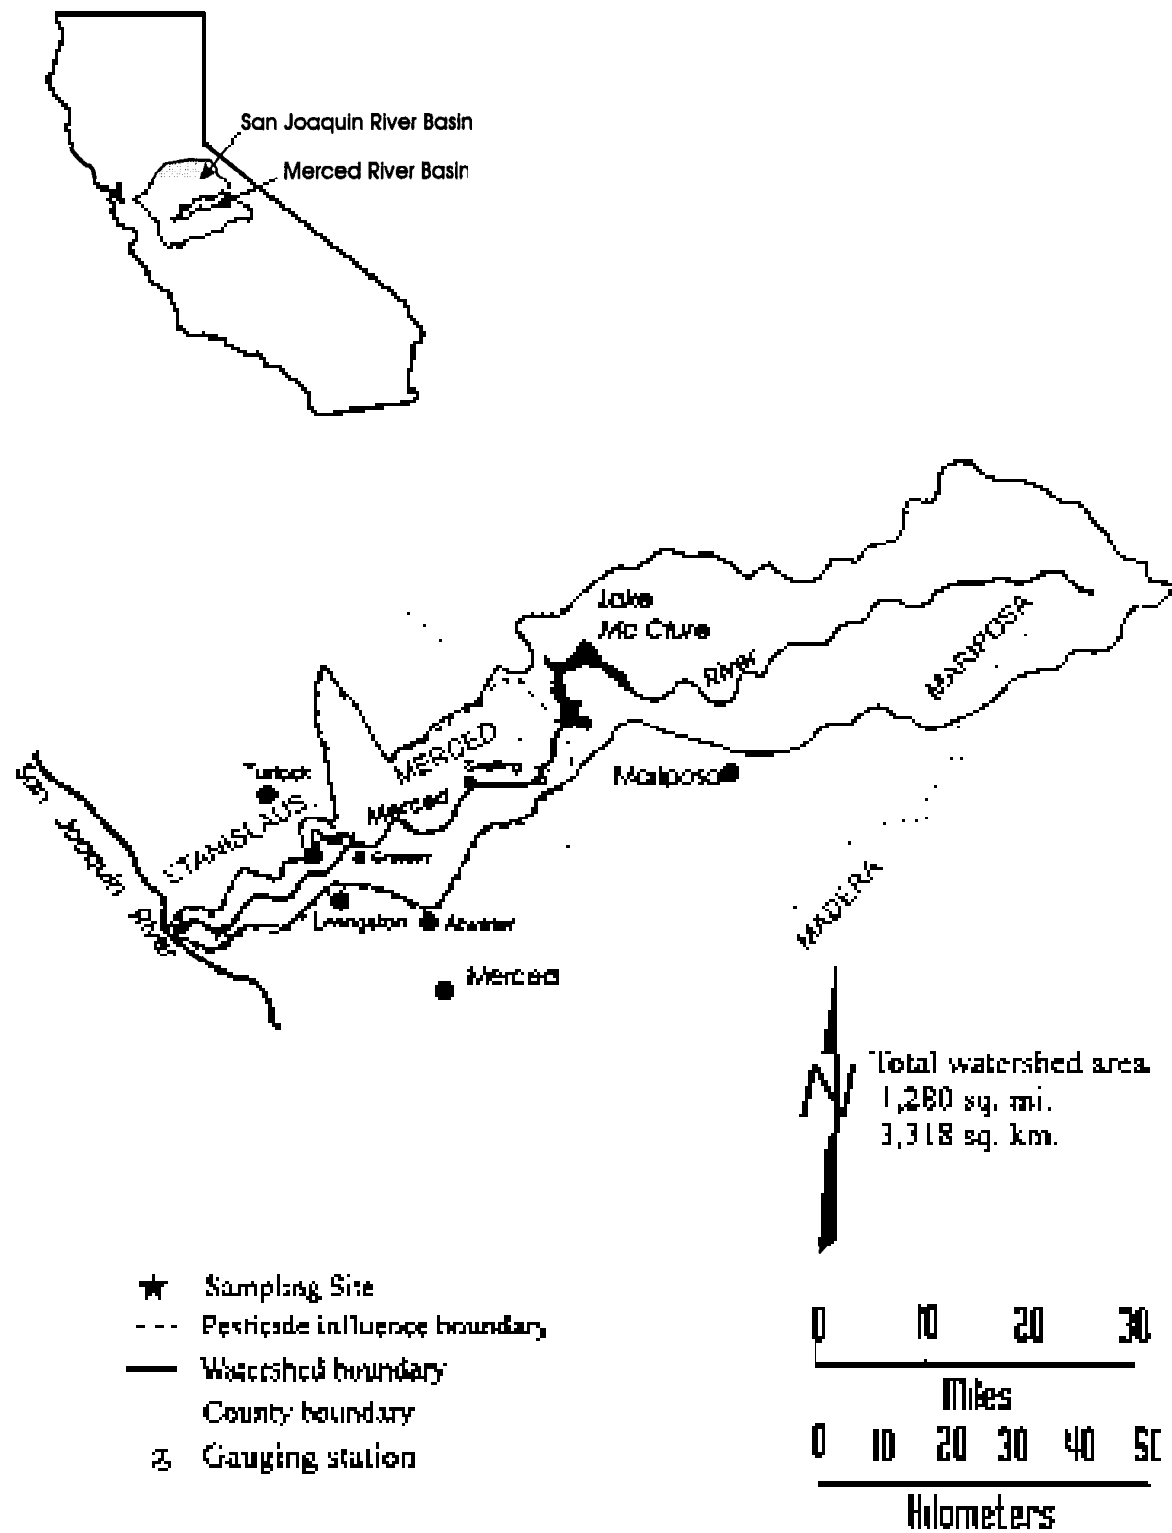 San Joaquin River Basin
Merced River Basin
Lake
Mc Clure
River
MARIPOSA
MERCED
Turlock
Mariposa
STANISLAUS
Merced
San Joaquin River
Livingston
Atwater
MADERA
Merced
N
Total watershed area
1,280 sq. mi.
3,318 sq. km.
Sampling Site
Pesticide influence boundary
Watershed boundary
County boundary
Gauging station
0 10 20 30
Miles
0 10 20 30 40 50
Kilometers